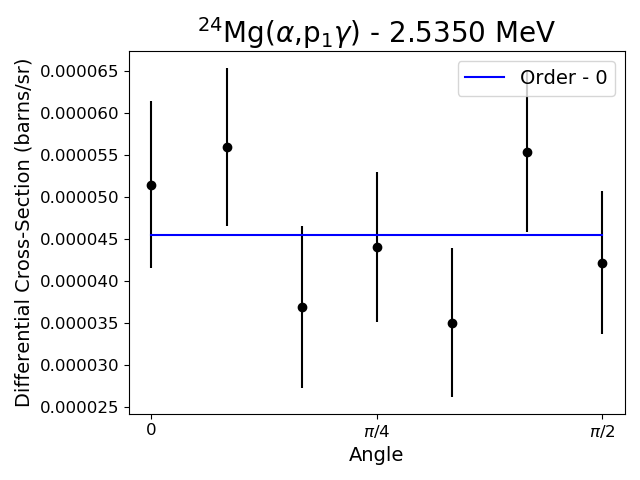 ²⁴Mg(α,p₁γ) - 2.5350 MeV
Order - 0
Differential Cross-Section (barns/sr)
0.000065
0.000060
0.000055
0.000050
0.000045
0.000040
0.000035
0.000030
0.000025
0 π/4 π/2
Angle